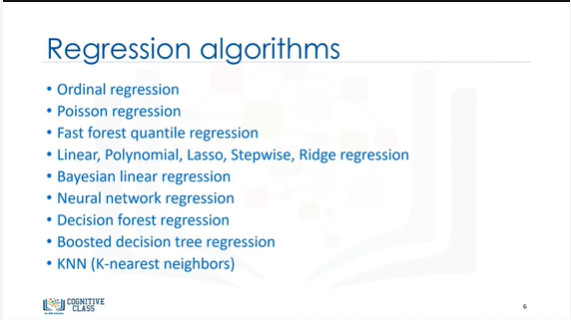 Regression algorithms
• Ordinal regression
• Poisson regression
• Fast forest quantile regression
• Linear, Polynomial, Lasso, Stepwise, Ridge regression
• Bayesian linear regression
• Neural network regression
• Decision forest regression
• Boosted decision tree regression
• KNN (K-nearest neighbors)
COGNITIVE
CLASS
6